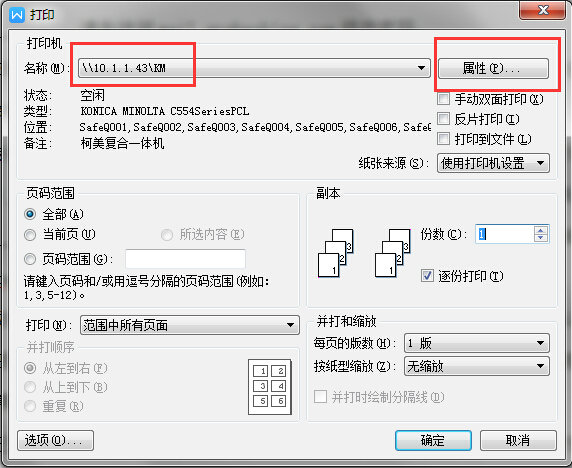 打印
打印机
名称(M): \\10.1.1.43\KM 属性(P)...
状态: 空闲
类型: KONICA MINOLTA C554SeriesPCL
位置: SafeQ001,SafeQ002,SafeQ003,SafeQ004,SafeQ005,SafeQ006,SafeQ
备注: 柯美复合一体机
手动双面打印(X)
反片打印(I)
打印到文件(L)
纸张来源(S): 使用打印机设置
页码范围
全部(A)
当前页(U) 所选内容(E)
页码范围(G):
请键入页码和/或用逗号分隔的页码范围(例如:
1,3,5-12)。
副本
份数(C): 1
1 2 3 1 2 3
逐份打印(T)
打印(N): 范围中所有页面
并打顺序
从左到右(F)
从上到下(B)
重复(R)
1 2
3 4
5 6
并打和缩放
每页的版数(H): 1 版
按纸型缩放(Z): 无缩放
并打时绘制分隔线(D)
选项(O)... 确定 取消